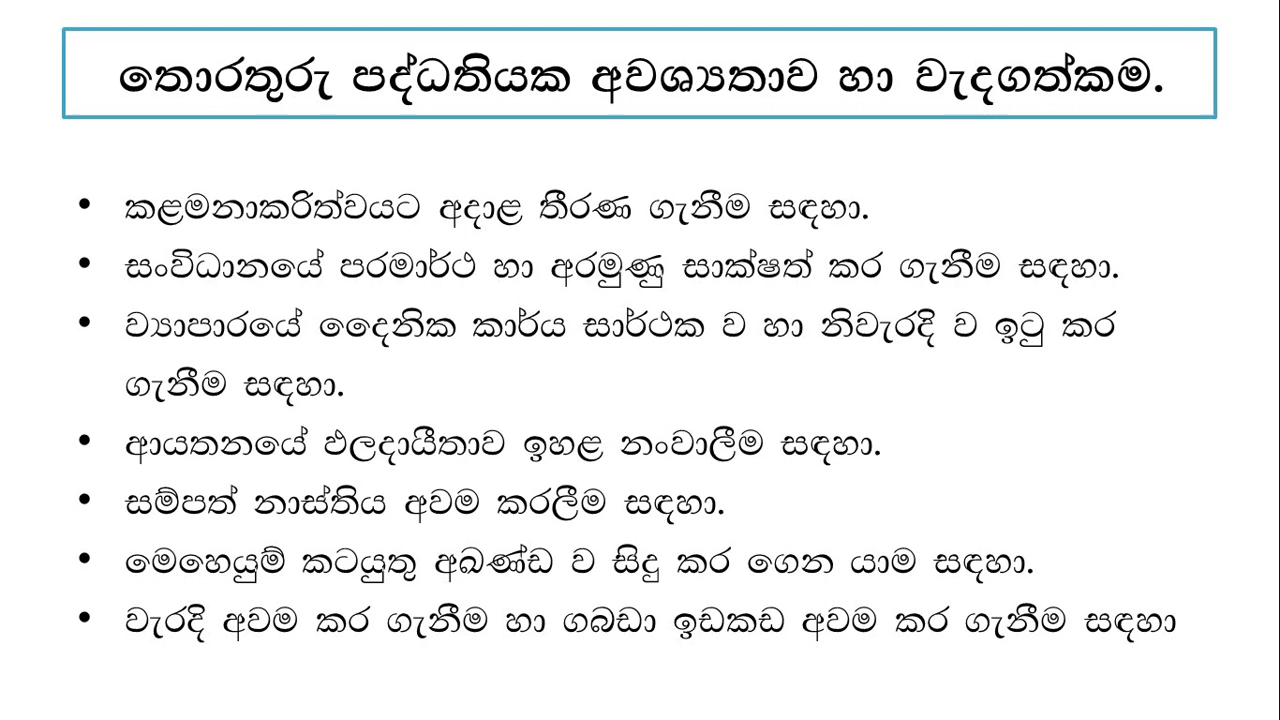 තොරතුරු පද්ධතියක අවශ්‍යතාව හා වැදගත්කම.
• කළමනාකරිත්වයට අදාළ තීරණ ගැනීම සඳහා.
• සංවිධානයේ පරමාර්ථ හා අරමුණු සාක්ෂත් කර ගැනීම සඳහා.
• ව්‍යාපාරයේ දෛනික කාර්ය සාර්ථක ව හා නිවැරදි ව ඉටු කර
ගැනීම සඳහා.
• ආයතනයේ ඵලදායීතාව ඉහළ නංවාලීම සඳහා.
• සම්පත් නාස්තිය අවම කරලීම සඳහා.
• මෙහෙයුම් කටයුතු අඛණ්ඩ ව සිදු කර ගෙන යාම සඳහා.
• වැරදි අවම කර ගැනීම හා ගබඩා ඉඩකඩ අවම කර ගැනීම සඳහා